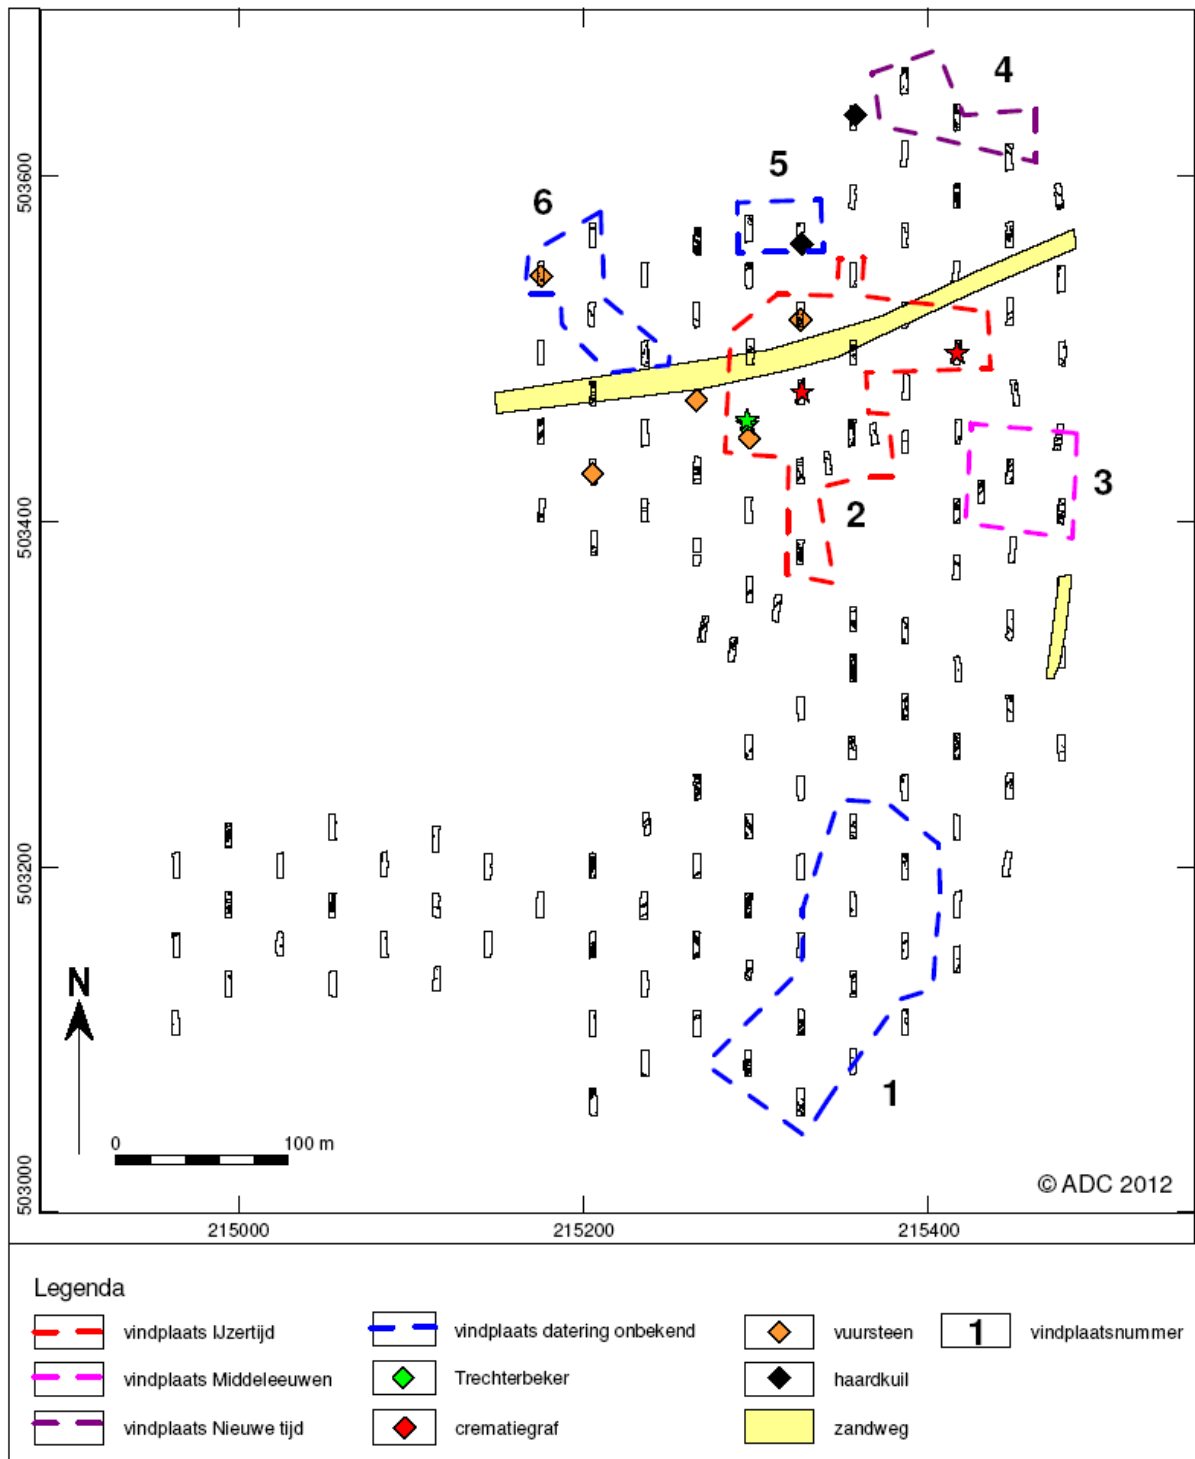 4
5
6
503600
2
3
503400
503200
N
1
0 100 m
503000
© ADC 2012
215000 215200 215400
Legenda
vindplaats IJzertijd vindplaats datering onbekend vuursteen 1 vindplaatsnummer
vindplaats Middeleeuwen Trechterbeker haardkuil
vindplaats Nieuwe tijd crematiegraf zandweg